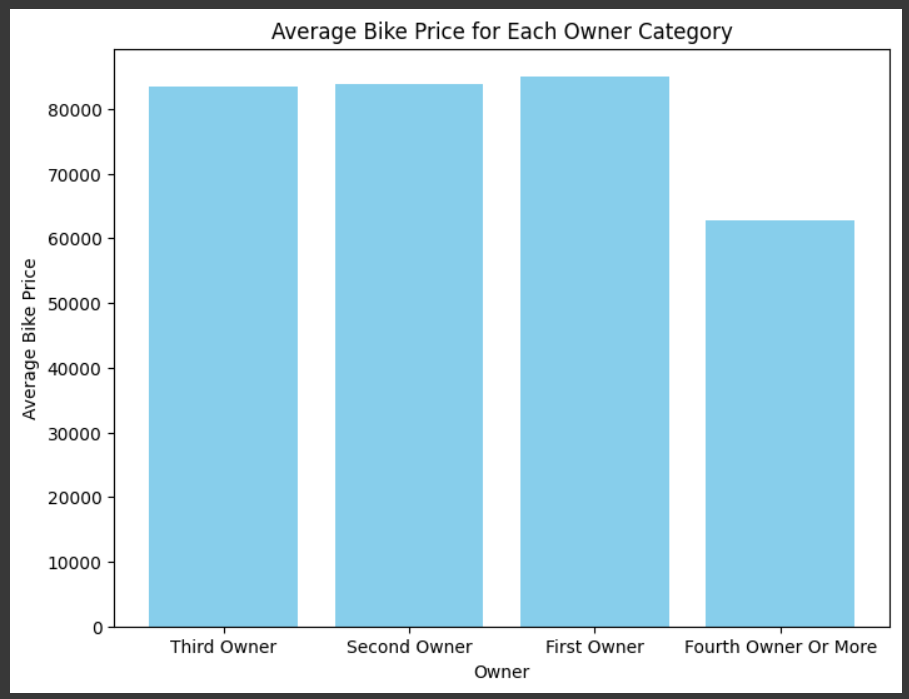 Average Bike Price for Each Owner Category
Average Bike Price
80000
70000
60000
50000
40000
30000
20000
10000
0
Third Owner Second Owner First Owner Fourth Owner Or More
Owner